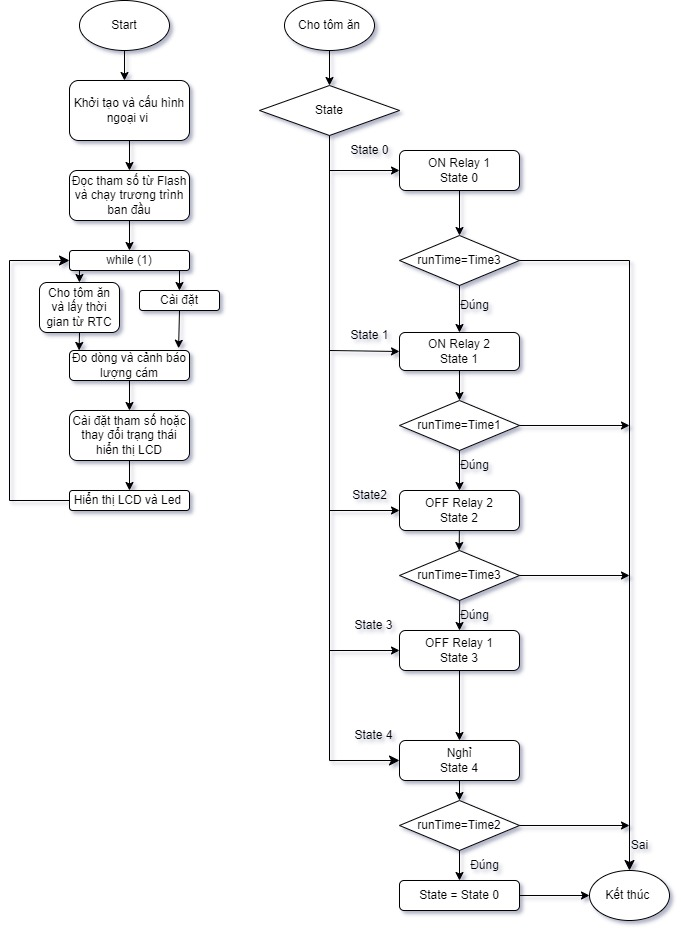 Start
Khởi tạo và cấu hình
ngoại vi
Đọc tham số từ Flash
và chạy trương trình
ban đầu
while (1)
Cho tôm ăn
và lấy thời
gian từ RTC
Cài đặt
Đo dòng và cảnh báo
lượng cám
Cài đặt tham số hoặc
thay đổi trạng thái
hiển thị LCD
Hiển thị LCD và Led
Cho tôm ăn
State
State 0
ON Relay 1
State 0
runTime=Time3
Đúng
State 1
ON Relay 2
State 1
runTime=Time1
Đúng
State2
OFF Relay 2
State 2
runTime=Time3
Đúng
State 3
OFF Relay 1
State 3
State 4
Nghỉ
State 4
runTime=Time2
Sai
Đúng
State = State 0
Kết thúc